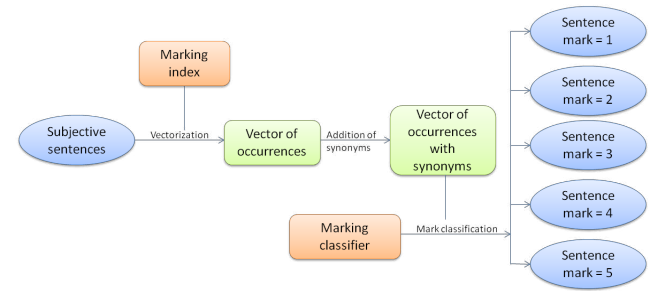 Marking
index
Subjective
sentences
Vectorization
Vector of
occurrences
Addition of
synonyms
Vector of
occurrences
with
synonyms
Marking
classifier
Mark classification
Sentence
mark = 1
Sentence
mark = 2
Sentence
mark = 3
Sentence
mark = 4
Sentence
mark = 5